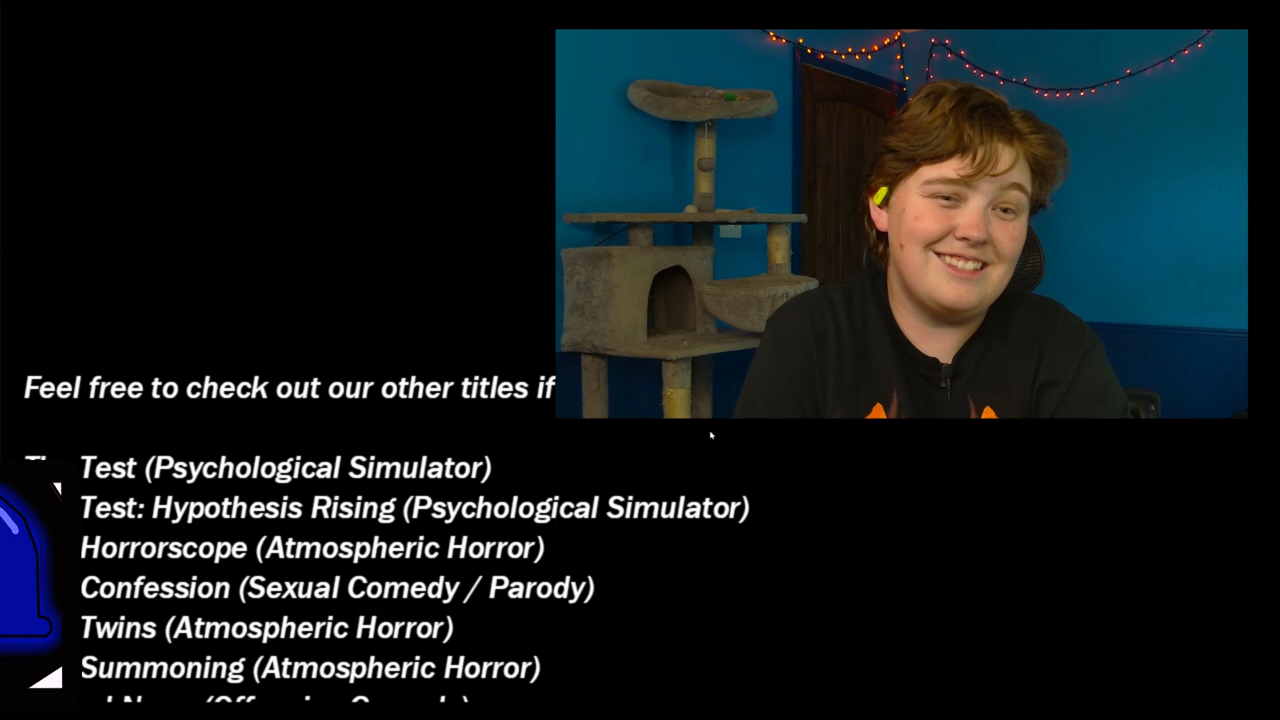 Feel free to check out our other titles if
Test (Psychological Simulator)
Test: Hypothesis Rising (Psychological Simulator)
Horrorscope (Atmospheric Horror)
Confession (Sexual Comedy / Parody)
Twins (Atmospheric Horror)
Summoning (Atmospheric Horror)